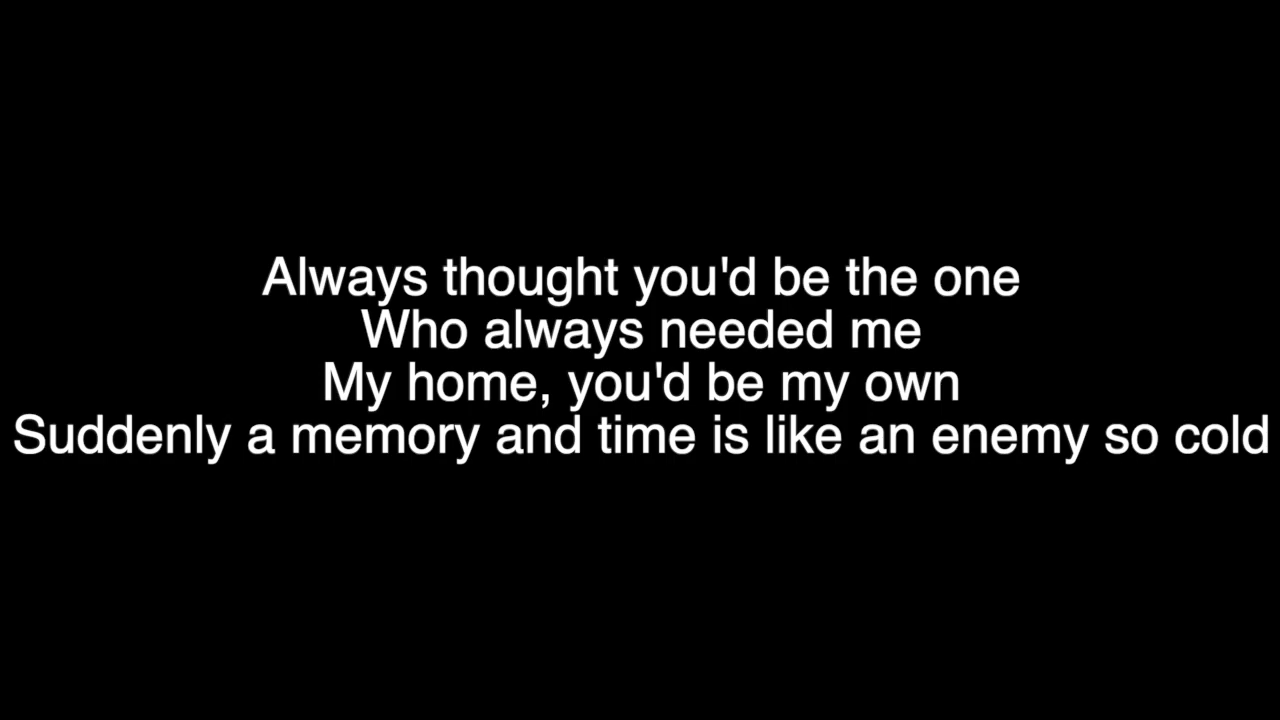 Always thought you'd be the one
Who always needed me
My home, you'd be my own
Suddenly a memory and time is like an enemy so cold